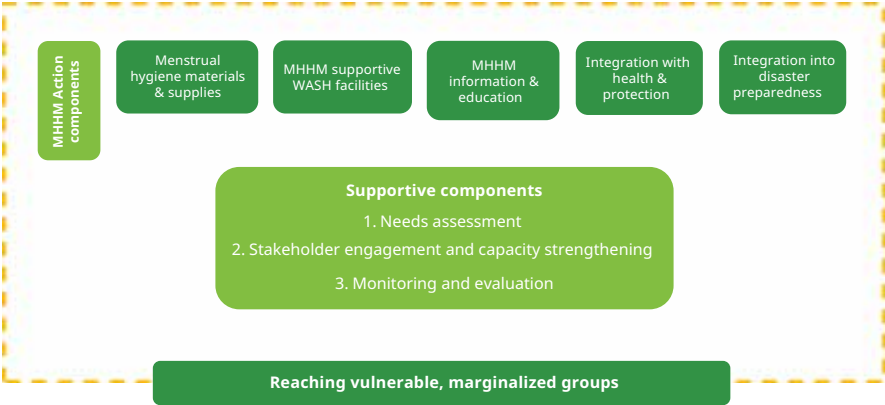 MHHM Action
components
Menstrual
hygiene materials
& supplies
MHHM supportive
WASH facilities
MHHM
information &
education
Integration with
health &
protection
Integration into
disaster
preparedness
Supportive components
1. Needs assessment
2. Stakeholder engagement and capacity strengthening
3. Monitoring and evaluation
Reaching vulnerable, marginalized groups